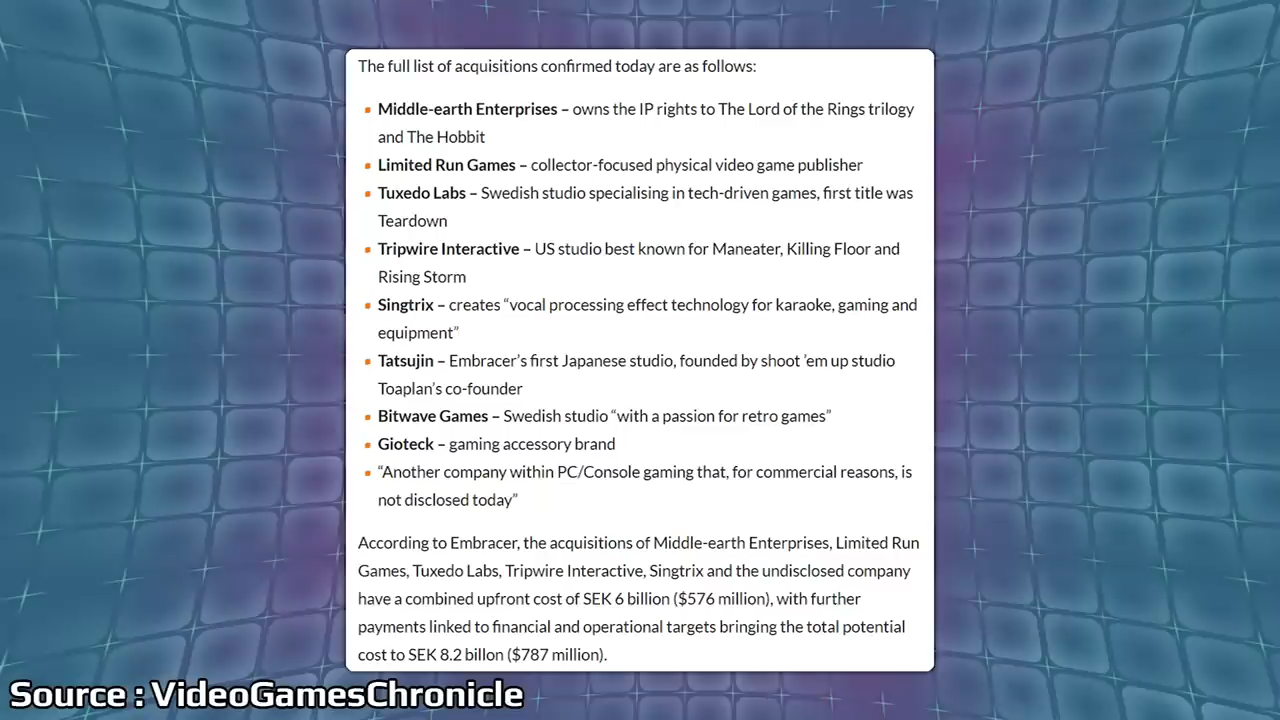 The full list of acquisitions confirmed today are as follows:
Middle-earth Enterprises – owns the IP rights to The Lord of the Rings trilogy
and The Hobbit
Limited Run Games – collector-focused physical video game publisher
Tuxedo Labs – Swedish studio specialising in tech-driven games, first title was
Teardown
Tripwire Interactive – US studio best known for Maneater, Killing Floor and
Rising Storm
Singtrix – creates “vocal processing effect technology for karaoke, gaming and
equipment”
Tatsujin – Embracer’s first Japanese studio, founded by shoot ’em up studio
Toaplan’s co-founder
Bitwave Games – Swedish studio “with a passion for retro games”
Gioteck – gaming accessory brand
“Another company within PC/Console gaming that, for commercial reasons, is
not disclosed today”
According to Embracer, the acquisitions of Middle-earth Enterprises, Limited Run
Games, Tuxedo Labs, Tripwire Interactive, Singtrix and the undisclosed company
have a combined upfront cost of SEK 6 billion ($576 million), with further
payments linked to financial and operational targets bringing the total potential
cost to SEK 8.2 billon ($787 million).
Source : VideoGamesChronicle